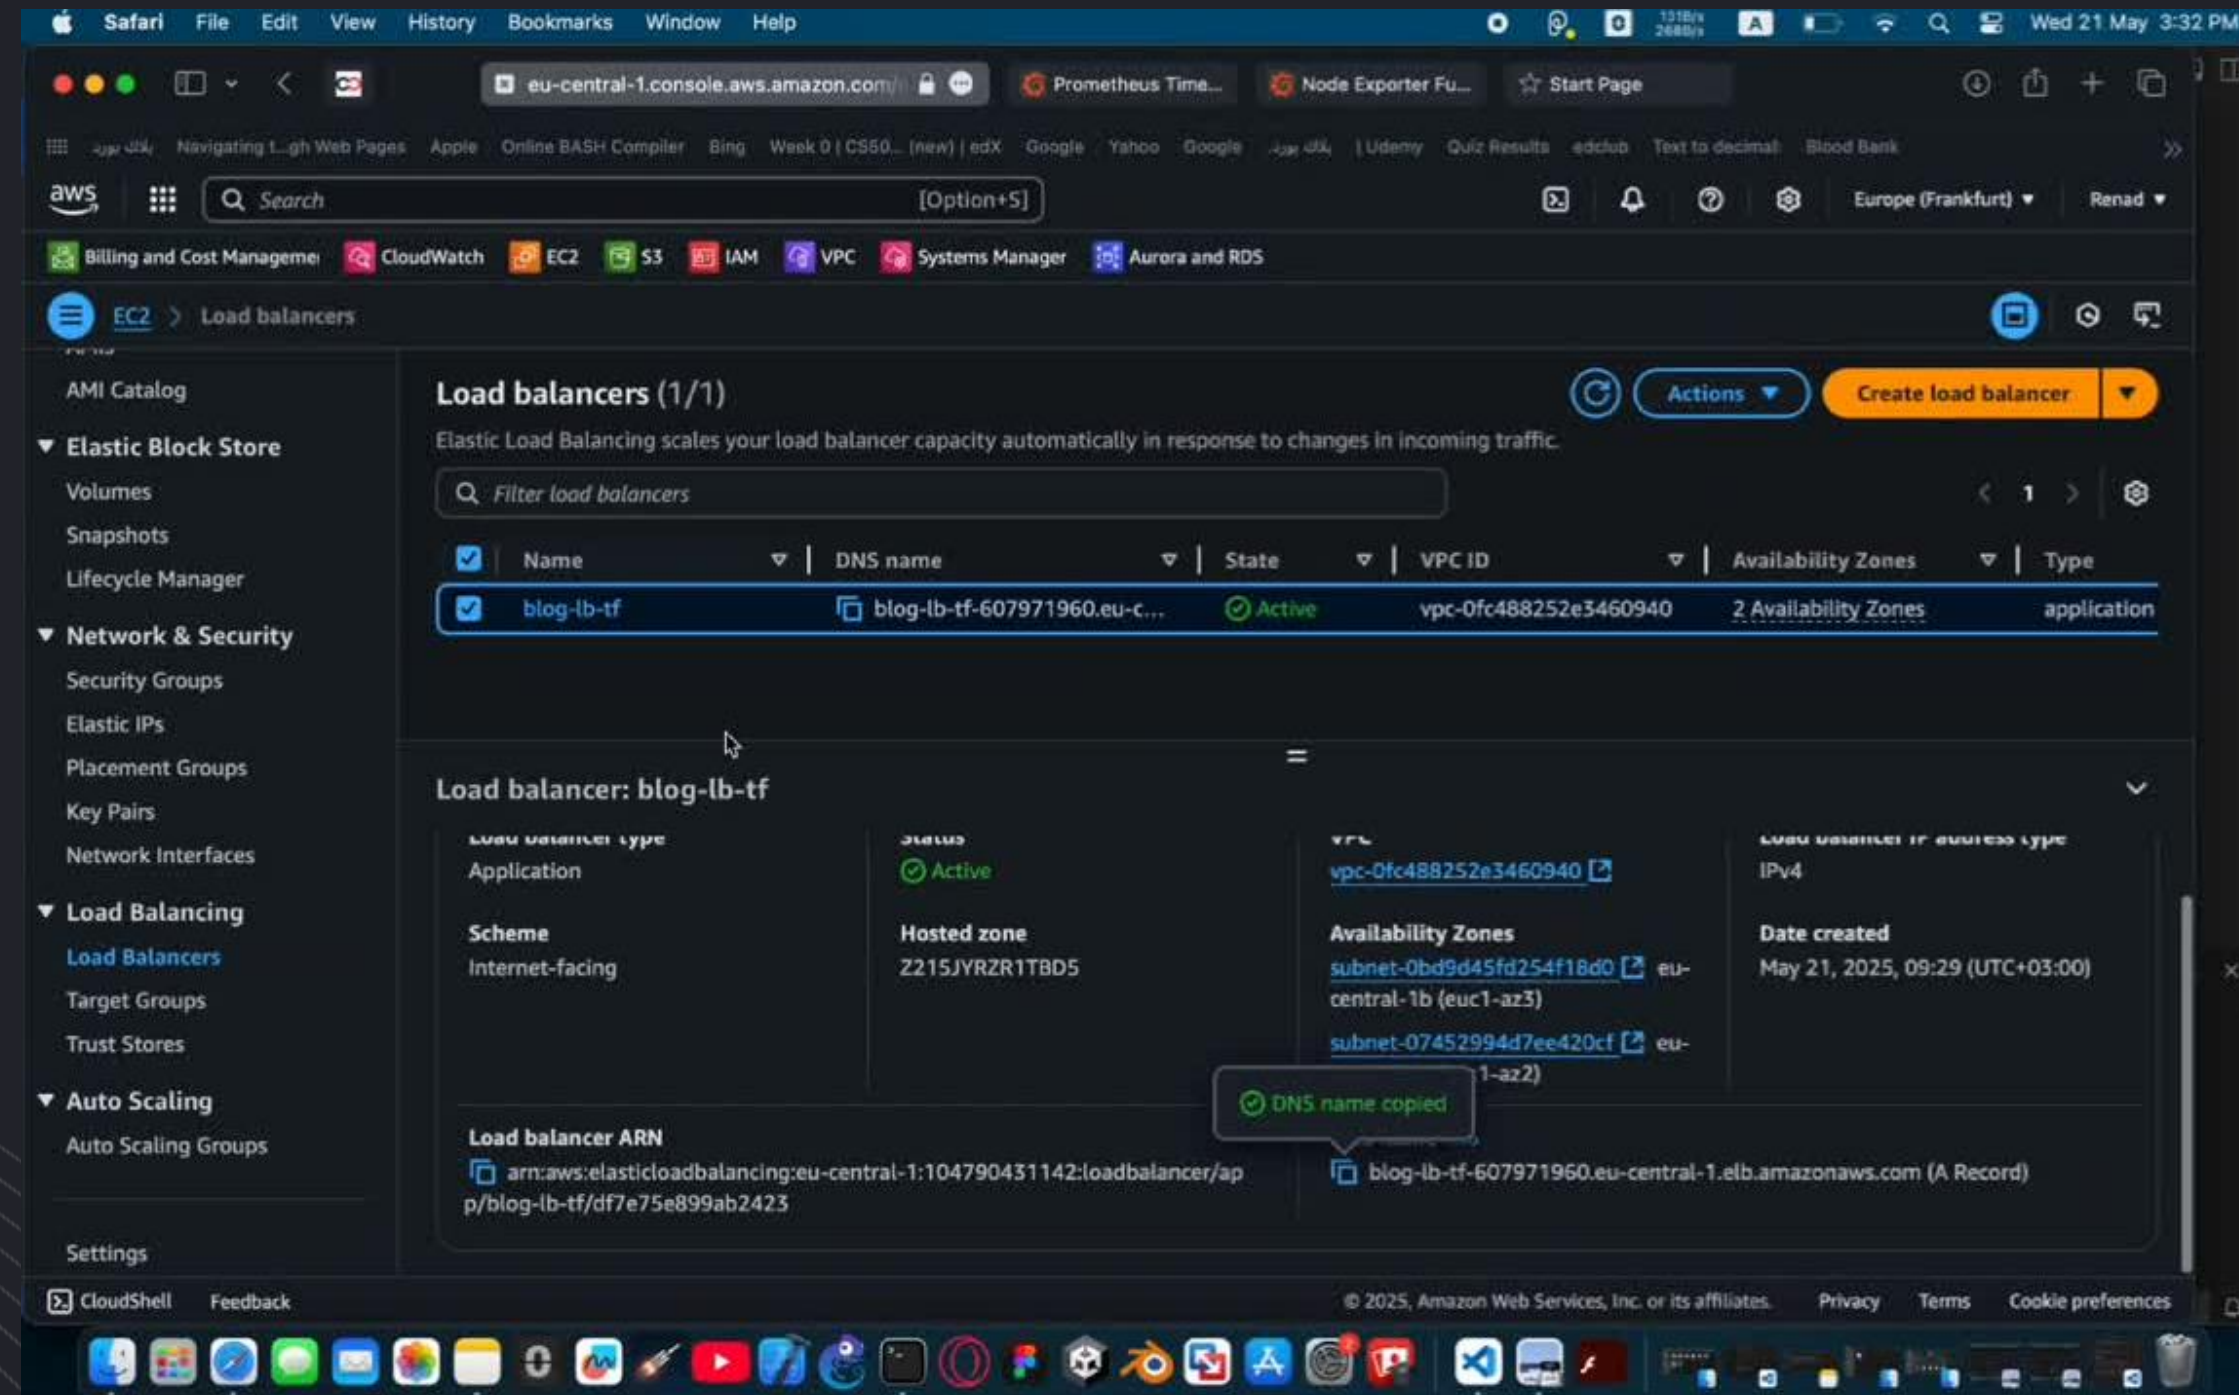 Safari File Edit View History Bookmarks Window Help
A Wed 21 May 3:32 PM
eu-central-1.console.aws.amazon.com/ Prometheus Time... Node Exporter Fu... Start Page
Navigating t...gh Web Pages Apple Online BASH Compiler Bing Week 0 | CS50... (new) | edX Google Yahoo Google | Udemy Quiz Results edclub Text to decimal Blood Bank
aws Search [Option+S] Europe (Frankfurt) Renad
Billing and Cost Manageme CloudWatch EC2 S3 IAM VPC Systems Manager Aurora and RDS
EC2 > Load balancers
AMIs
AMI Catalog
Elastic Block Store
Volumes
Snapshots
Lifecycle Manager
Network & Security
Security Groups
Elastic IPs
Placement Groups
Key Pairs
Network Interfaces
Load Balancing
Load Balancers
Target Groups
Trust Stores
Auto Scaling
Auto Scaling Groups
Settings
Load balancers (1/1)
Actions
Create load balancer
Elastic Load Balancing scales your load balancer capacity automatically in response to changes in incoming traffic.
Filter load balancers
1
Name DNS name State VPC ID Availability Zones Type
blog-lb-tf blog-lb-tf-607971960.eu-c... Active vpc-0fc488252e3460940 2 Availability Zones application
Load balancer: blog-lb-tf
Load balancer type Status VPC Load balancer IP address type
Application Active vpc-0fc488252e3460940 IPv4
Scheme Hosted zone Availability Zones Date created
Internet-facing Z215JYRZR1TBD5 subnet-0bd9d45fd254f18d0 eu- May 21, 2025, 09:29 (UTC+03:00)
central-1b (euc1-az3)
subnet-07452994d7ee420cf eu-
1-az2)
DNS name copied
Load balancer ARN
arn:aws:elasticloadbalancing:eu-central-1:104790431142:loadbalancer/ap
p/blog-lb-tf/df7e75e899ab2423
blog-lb-tf-607971960.eu-central-1.elb.amazonaws.com (A Record)
CloudShell Feedback © 2025, Amazon Web Services, Inc. or its affiliates. Privacy Terms Cookie preferences